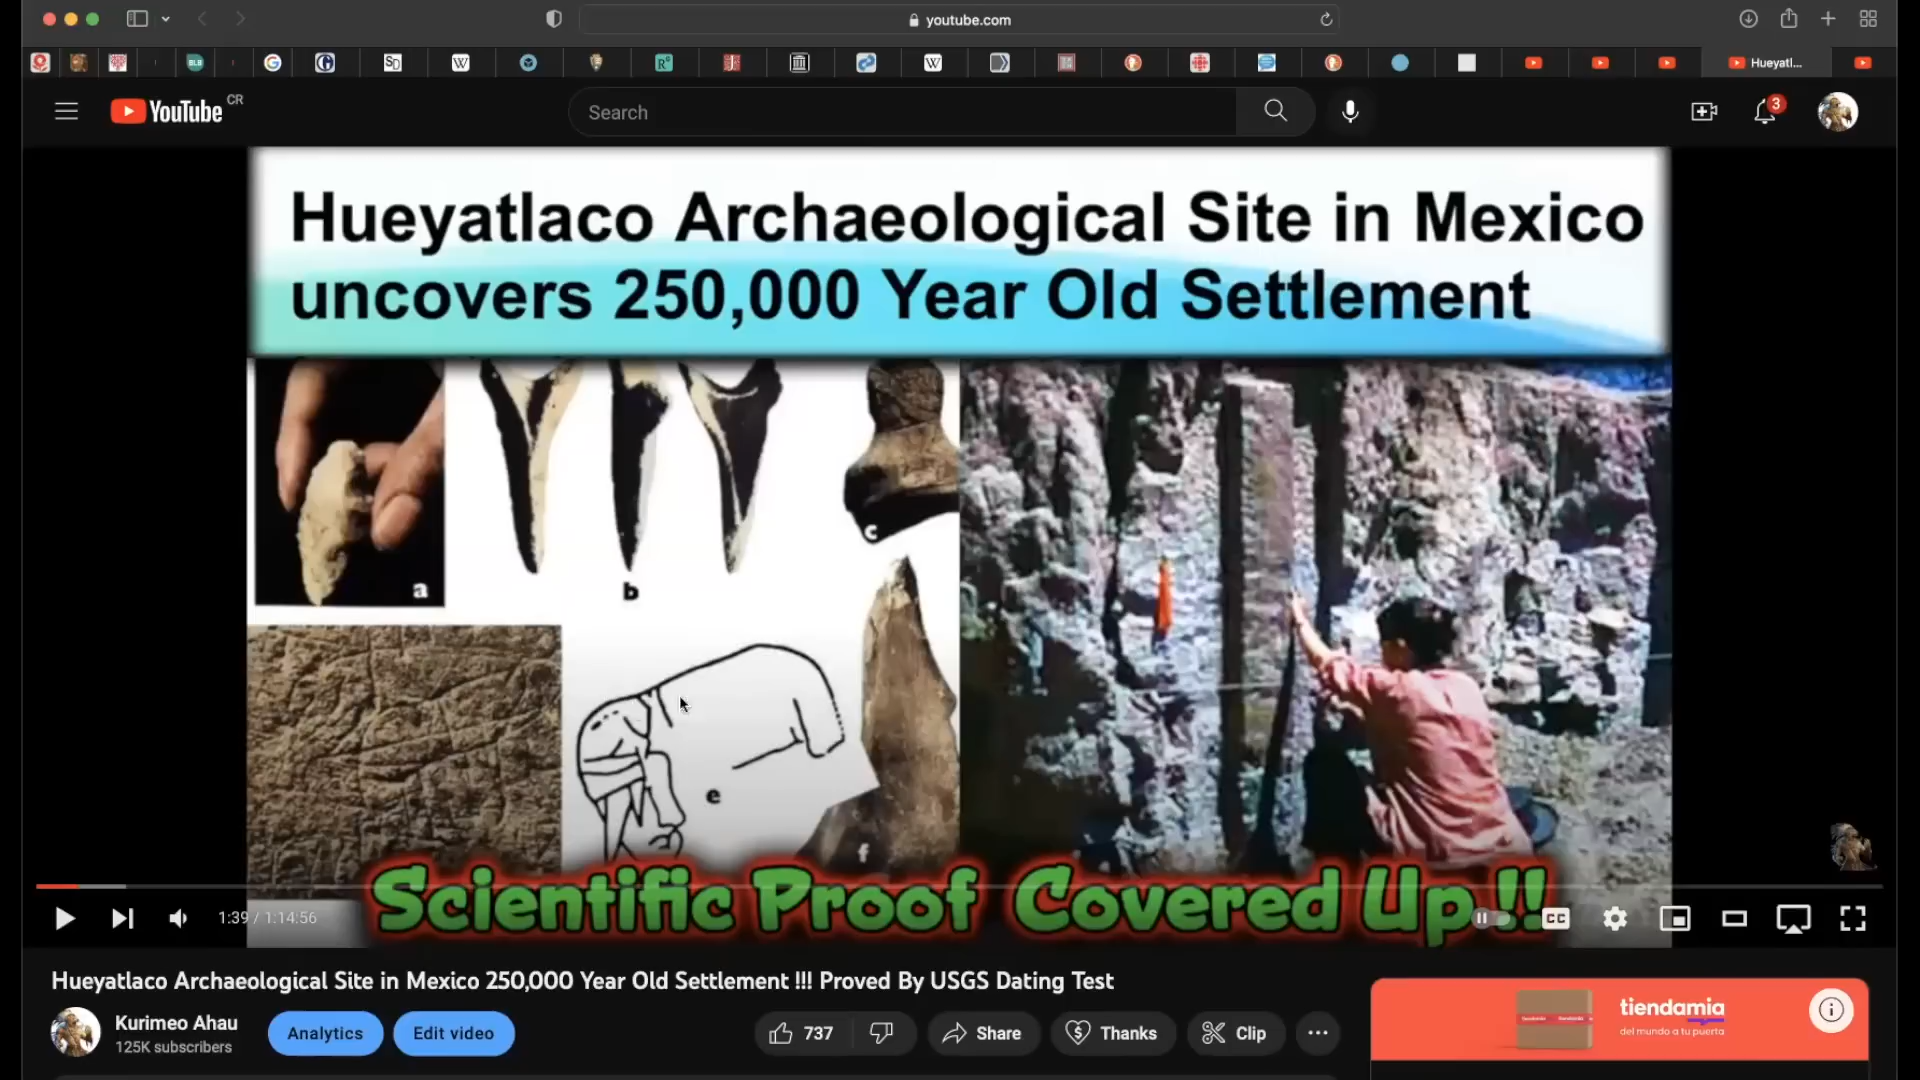 youtube.com
BLB
G
SD
W
R
W
Hueyatl...
YouTube CR
Search
3
Hueyatlaco Archaeological Site in Mexico
uncovers 250,000 Year Old Settlement
a
b
c
e
f
Scientific Proof Covered Up !!
1:39 / 1:14:56
CC
Hueyatlaco Archaeological Site in Mexico 250,000 Year Old Settlement !!! Proved By USGS Dating Test
Kurimeo Ahau
125K subscribers
Analytics
Edit video
737
Share
Thanks
Clip
tiendamia
del mundo a tu puerta